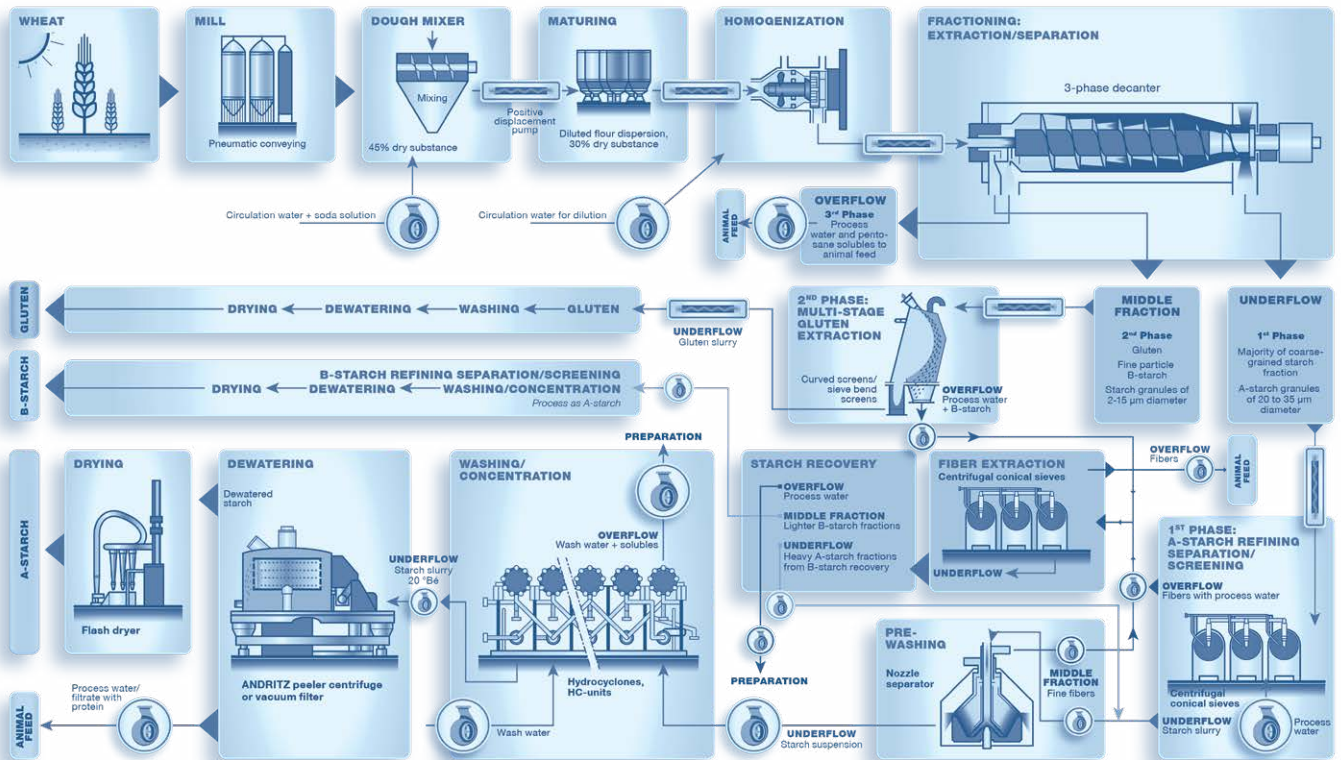 WHEAT
MILL
Pneumatic conveying
DOUGH MIXER
Mixing
45% dry substance
Positive
displacement
pump
MATURING
Diluted flour dispersion,
30% dry substance
HOMOGENIZATION
FRACTIONING:
EXTRACTION/SEPARATION
3-phase decanter
Circulation water + soda solution
Circulation water for dilution
ANIMAL
FEED
OVERFLOW
3rd Phase
Process
water and pento-
sane solubles to
animal feed
GLUTEN
DRYING
DEWATERING
WASHING
GLUTEN
UNDERFLOW
Gluten slurry
2ND PHASE:
MULTI-STAGE
GLUTEN
EXTRACTION
Curved screens/
sieve bend
screens
OVERFLOW
Process water
+ B-starch
MIDDLE
FRACTION
2nd Phase
Gluten
Fine particle
B-starch
Starch granules of
2-15 µm diameter
UNDERFLOW
1st Phase
Majority of coarse-
grained starch
fraction
A-starch granules
of 20 to 35 µm
diameter
B-STARCH
B-STARCH REFINING SEPARATION/SCREENING
DRYING
DEWATERING
WASHING/CONCENTRATION
Process as A-starch
A-STARCH
DRYING
Flash dryer
DEWATERING
Dewatered
starch
ANDRITZ peeler centrifuge
or vacuum filter
UNDERFLOW
Starch slurry
20 °Bé
WASHING/
CONCENTRATION
PREPARATION
OVERFLOW
Wash water + solubles
Hydrocyclones,
HC-units
STARCH RECOVERY
OVERFLOW
Process water
MIDDLE FRACTION
Lighter B-starch fractions
UNDERFLOW
Heavy A-starch fractions
from B-starch recovery
PREPARATION
FIBER EXTRACTION
Centrifugal conical sieves
UNDERFLOW
OVERFLOW
Fibers
ANIMAL
FEED
1ST PHASE:
A-STARCH REFINING
SEPARATION/
SCREENING
OVERFLOW
Fibers with process water
Centrifugal
conical sieves
UNDERFLOW
Starch slurry
Process
water
PRE-
WASHING
Nozzle
separator
MIDDLE
FRACTION
Fine fibers
UNDERFLOW
Starch suspension
Wash water
Process water/
filtrate with
protein
ANIMAL
FEED